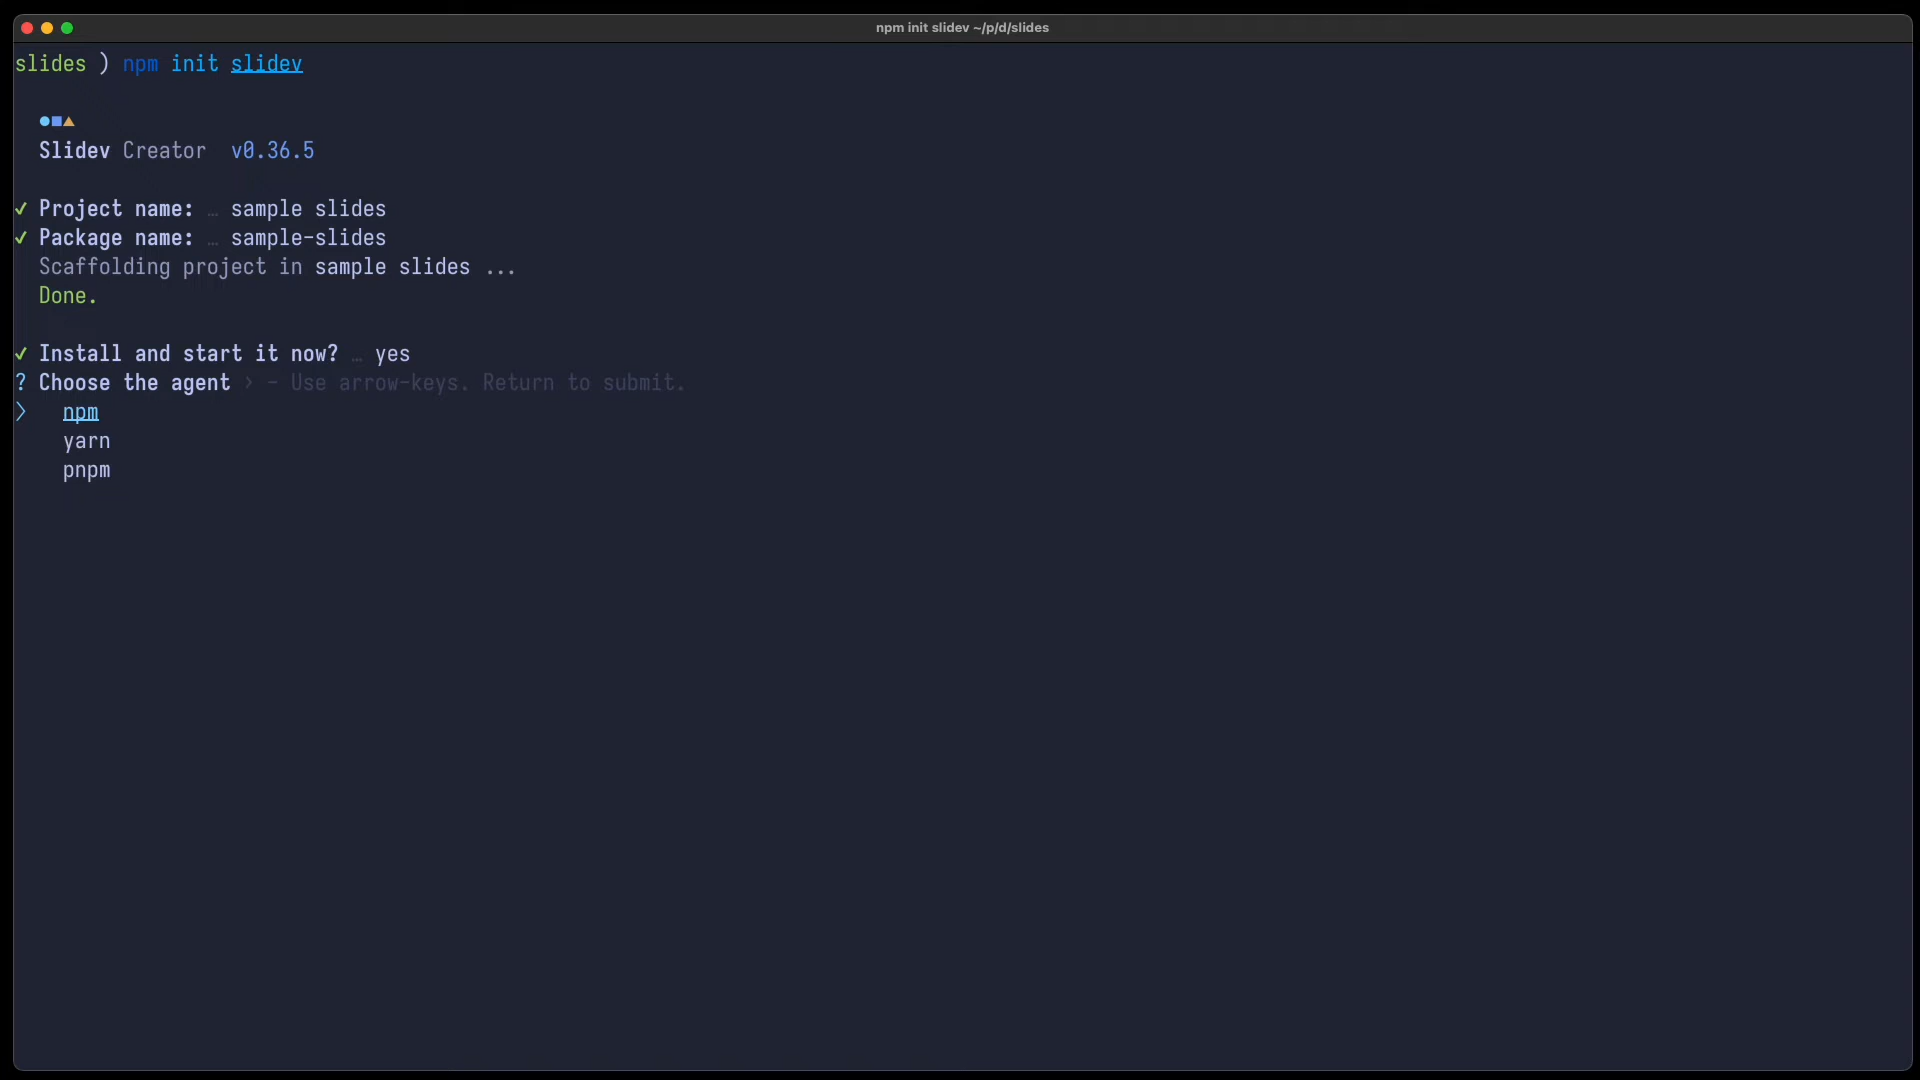 npm init slidev ~/p/d/slides
slides ) npm init slidev
Slidev Creator v0.36.5
✓ Project name: … sample slides
✓ Package name: … sample-slides
Scaffolding project in sample slides ...
Done.
✓ Install and start it now? … yes
? Choose the agent › - Use arrow-keys. Return to submit.
❯ npm
yarn
pnpm